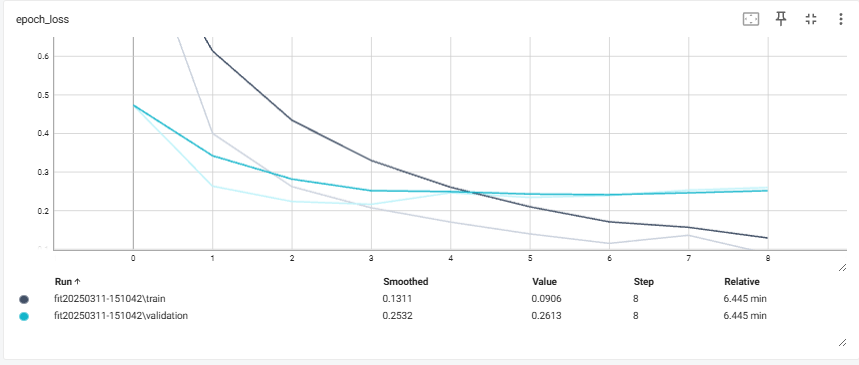 epoch_loss
0.6
0.5
0.4
0.3
0.2
0 1 2 3 4 5 6 7 8
Run ↑ Smoothed Value Step Relative
fit20250311-151042\train 0.1311 0.0906 8 6.445 min
fit20250311-151042\validation 0.2532 0.2613 8 6.445 min